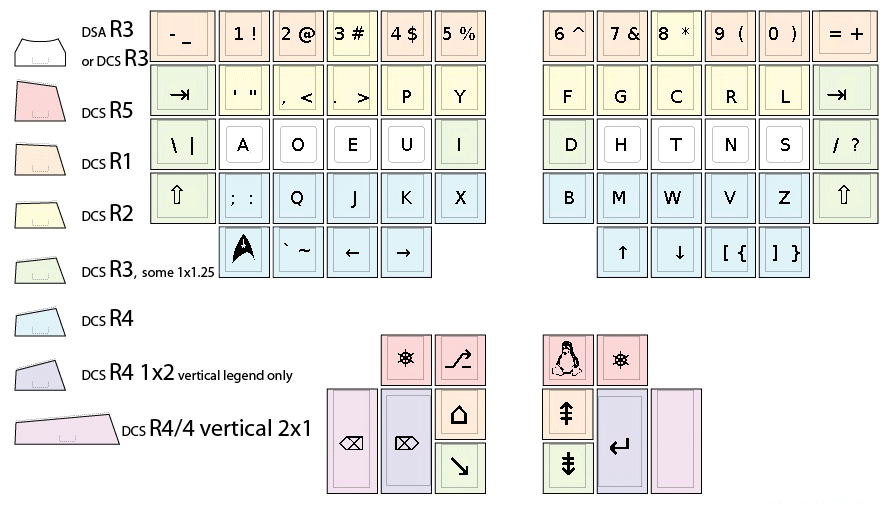 DSA R3
or DCS R3
DCS R5
DCS R1
DCS R2
DCS R3, some 1x1.25
DCS R4
DCS R4 1x2 vertical legend only
DCS R4/4 vertical 2x1
- _ 1 ! 2 @ 3 # 4 $ 5 % 6 ^ 7 & 8 * 9 ( 0 ) = +
⇥ ' " , < . > P Y F G C R L ⇥
\ | A O E U I D H T N S / ?
⇧ ; : Q J K X B M W V Z ⇧
` ~ ← → ↑ ↓ [ { ] }
⎈ ⎇ ⎈
⌫ ⌦ ⌂ ⇞ ↵
↘ ⇟